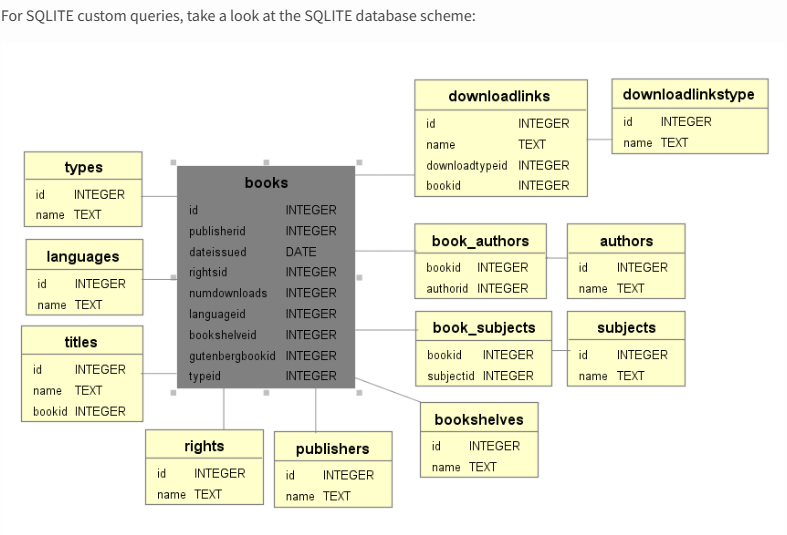 For SQLITE custom queries, take a look at the SQLITE database scheme:
downloadlinks
id INTEGER
name TEXT
downloadtypeid INTEGER
bookid INTEGER
downloadlinkstype
id INTEGER
name TEXT
types
id INTEGER
name TEXT
books
id INTEGER
publisherid INTEGER
dateissued DATE
rightsid INTEGER
numdownloads INTEGER
languageid INTEGER
bookshelveid INTEGER
gutenbergbookid INTEGER
typeid INTEGER
languages
id INTEGER
name TEXT
book_authors
bookid INTEGER
authorid INTEGER
authors
id INTEGER
name TEXT
titles
id INTEGER
name TEXT
bookid INTEGER
book_subjects
bookid INTEGER
subjectid INTEGER
subjects
id INTEGER
name TEXT
bookshelves
id INTEGER
name TEXT
rights
id INTEGER
name TEXT
publishers
id INTEGER
name TEXT